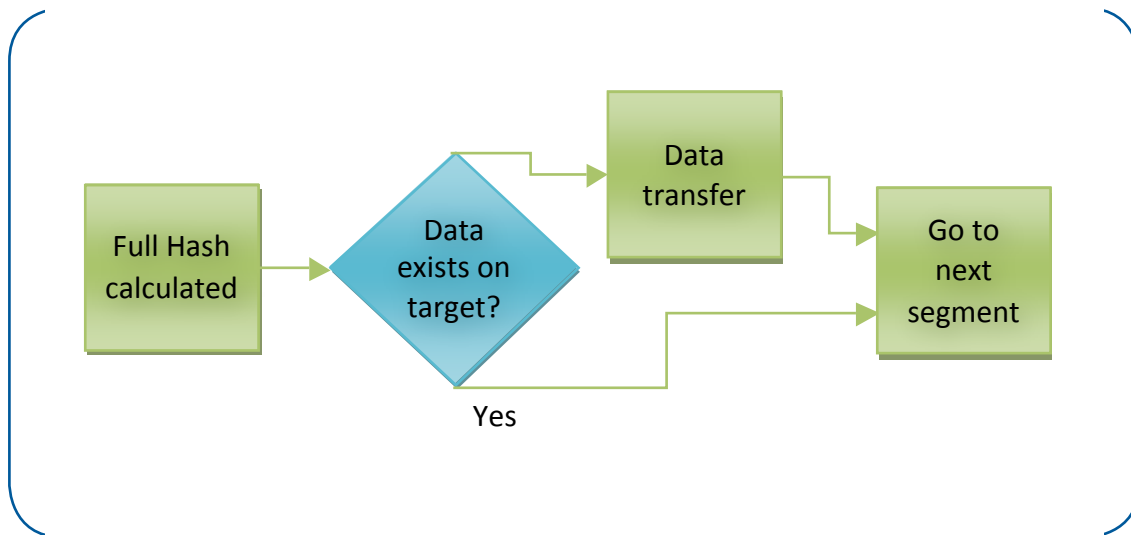 Full Hash
calculated
Data
exists on
target?
Yes
Data
transfer
Go to
next
segment